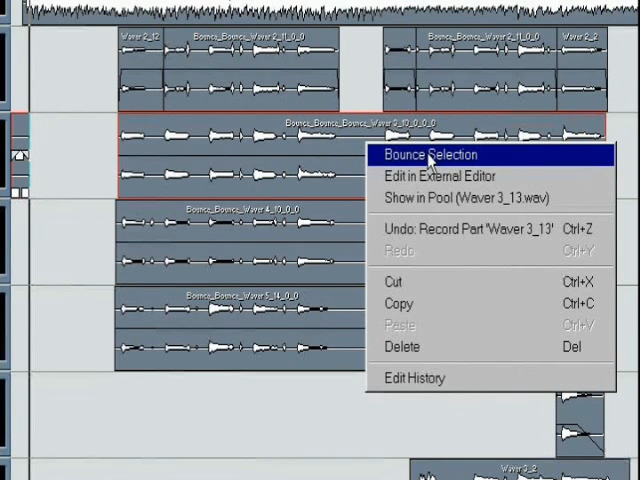 Waver 2_12
Bounce_Bounce_Waver 2_11_0_0
Bounce_Bounce_Waver 2_11_0_0
Waver 2_2
Bounce_Bounce_Bounce_Waver 3_10_0_0_0
Bounce Selection
Edit in External Editor
Show in Pool (Waver 3_13.wav)
Bounce_Bounce_Waver 4_10_0_0
Undo: Record Part 'Waver 3_13' Ctrl+Z
Redo Ctrl+Y
Cut Ctrl+X
Bounce_Bounce_Waver 5_14_0_0
Copy Ctrl+C
Paste Ctrl+V
Delete Del
Edit History
Waver 3_2